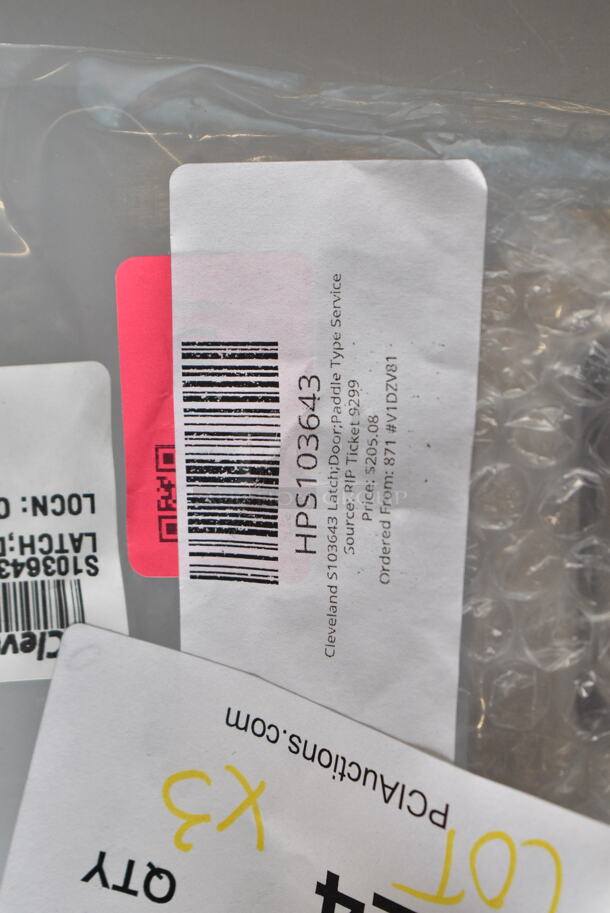 HPS103643
Cleveland S103643 Latch;Door;Paddle Type Service
Source: RIP Ticket 9299
Price: $205.08
Ordered From: 871 #V1DZV81
Cleve
S103643
LATCH;
LOCN:
PCIAuctions.com
QTY
X3
LOT